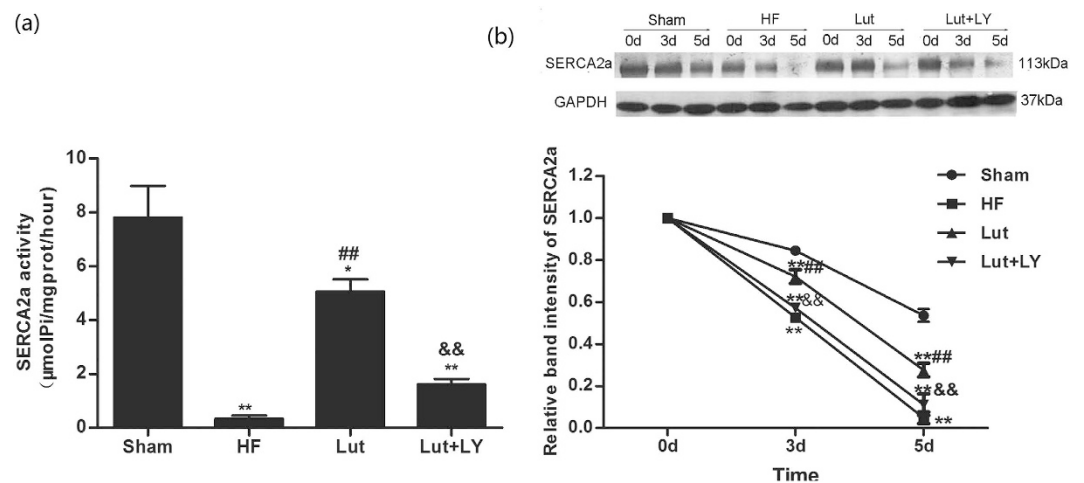 (a)
SERCA2a activity
(μmolPi/mgprot/hour)
10
8
6
4
2
0
**
##
*
&&
**
Sham HF Lut Lut+LY
(b)
Sham HF Lut Lut+LY
0d 3d 5d 0d 3d 5d 0d 3d 5d 0d 3d 5d
SERCA2a 113kDa
GAPDH 37kDa
Relative band intensity of SERCA2a
1.2
1.0
0.8
0.6
0.4
0.2
0.0
Sham
HF
Lut
Lut+LY
**##
**&&
**
**##
**&&
**
0d 3d 5d
Time